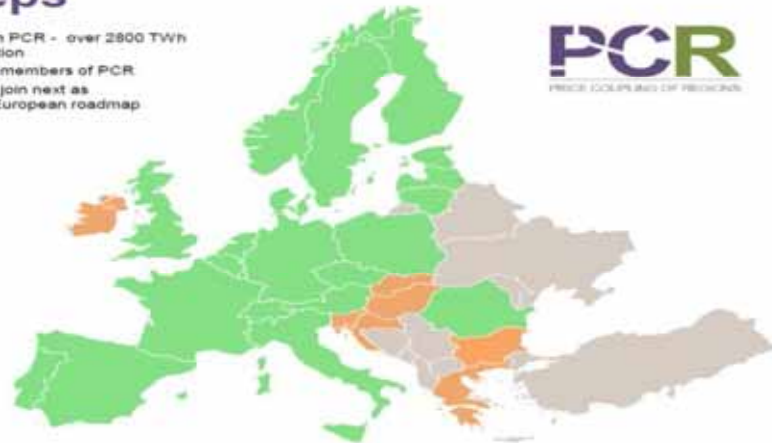 eps
n PCR - over 2800 TWh
tion
members of PCR
join next as
European roadmap
PCR
PRICE COUPLING OF REGIONS